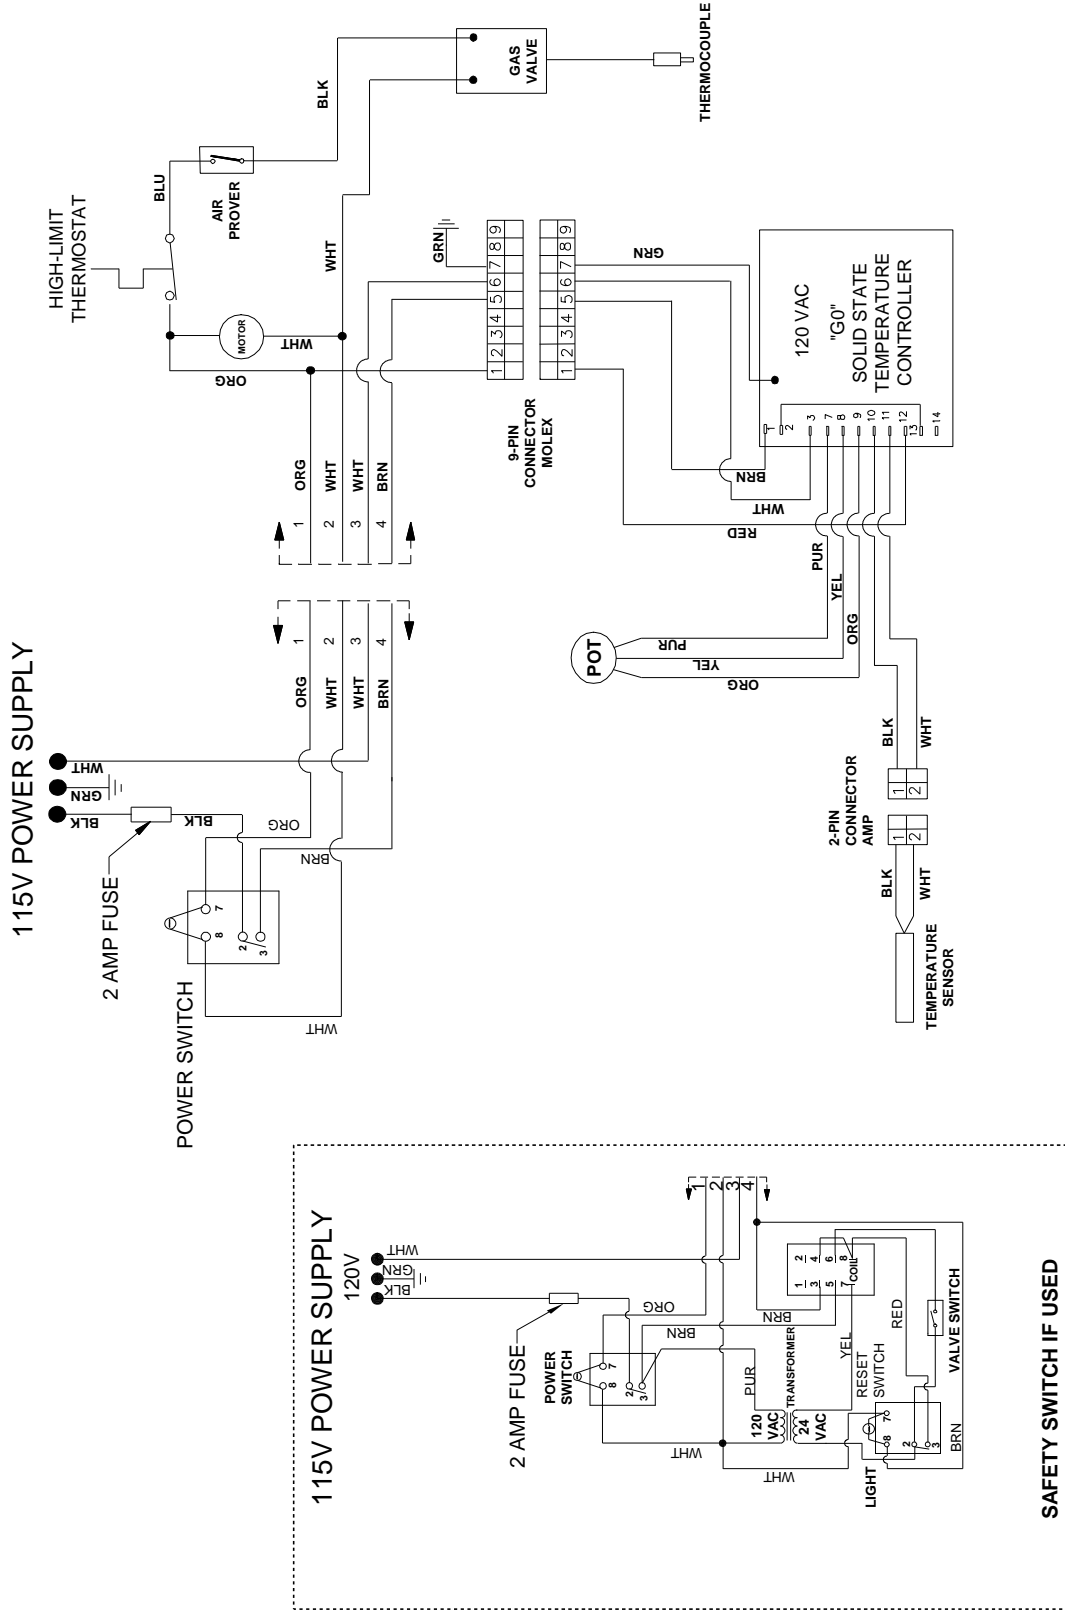 115V POWER SUPPLY
BLK
GRN
WHT
2 AMP FUSE
BLK
POWER SWITCH
7
8
2
3
ORG
BRN
WHT
ORG
1
WHT
2
WHT
3
BRN
4
ORG
1
WHT
2
WHT
3
BRN
4
HIGH-LIMIT
THERMOSTAT
BLU
AIR
PROVER
BLK
MOTOR
WHT
ORG
WHT
GAS
VALVE
THERMOCOUPLE
GRN
1 2 3 4 5 6 7 8 9
1 2 3 4 5 6 7 8 9
9-PIN
CONNECTOR
MOLEX
GRN
BRN
WHT
RED
120 VAC
"G0"
SOLID STATE
TEMPERATURE
CONTROLLER
1
2
3
7
8
9
10
11
12
13
14
PUR
YEL
ORG
POT
PUR
YEL
ORG
BLK
WHT
2-PIN
CONNECTOR
AMP
1
2
1
2
BLK
WHT
TEMPERATURE
SENSOR
115V POWER SUPPLY
120V
BLK
GRN
WHT
2 AMP FUSE
POWER
SWITCH
7
8
2
3
ORG
BRN
PUR
WHT
WHT
1
2
3
4
120
VAC
TRANSFORMER
24
VAC
BRN
YEL
1 2
3 4
5 6
7 8
COIL
RED
RESET
SWITCH
VALVE SWITCH
7
8
2
3
LIGHT
BRN
SAFETY SWITCH IF USED